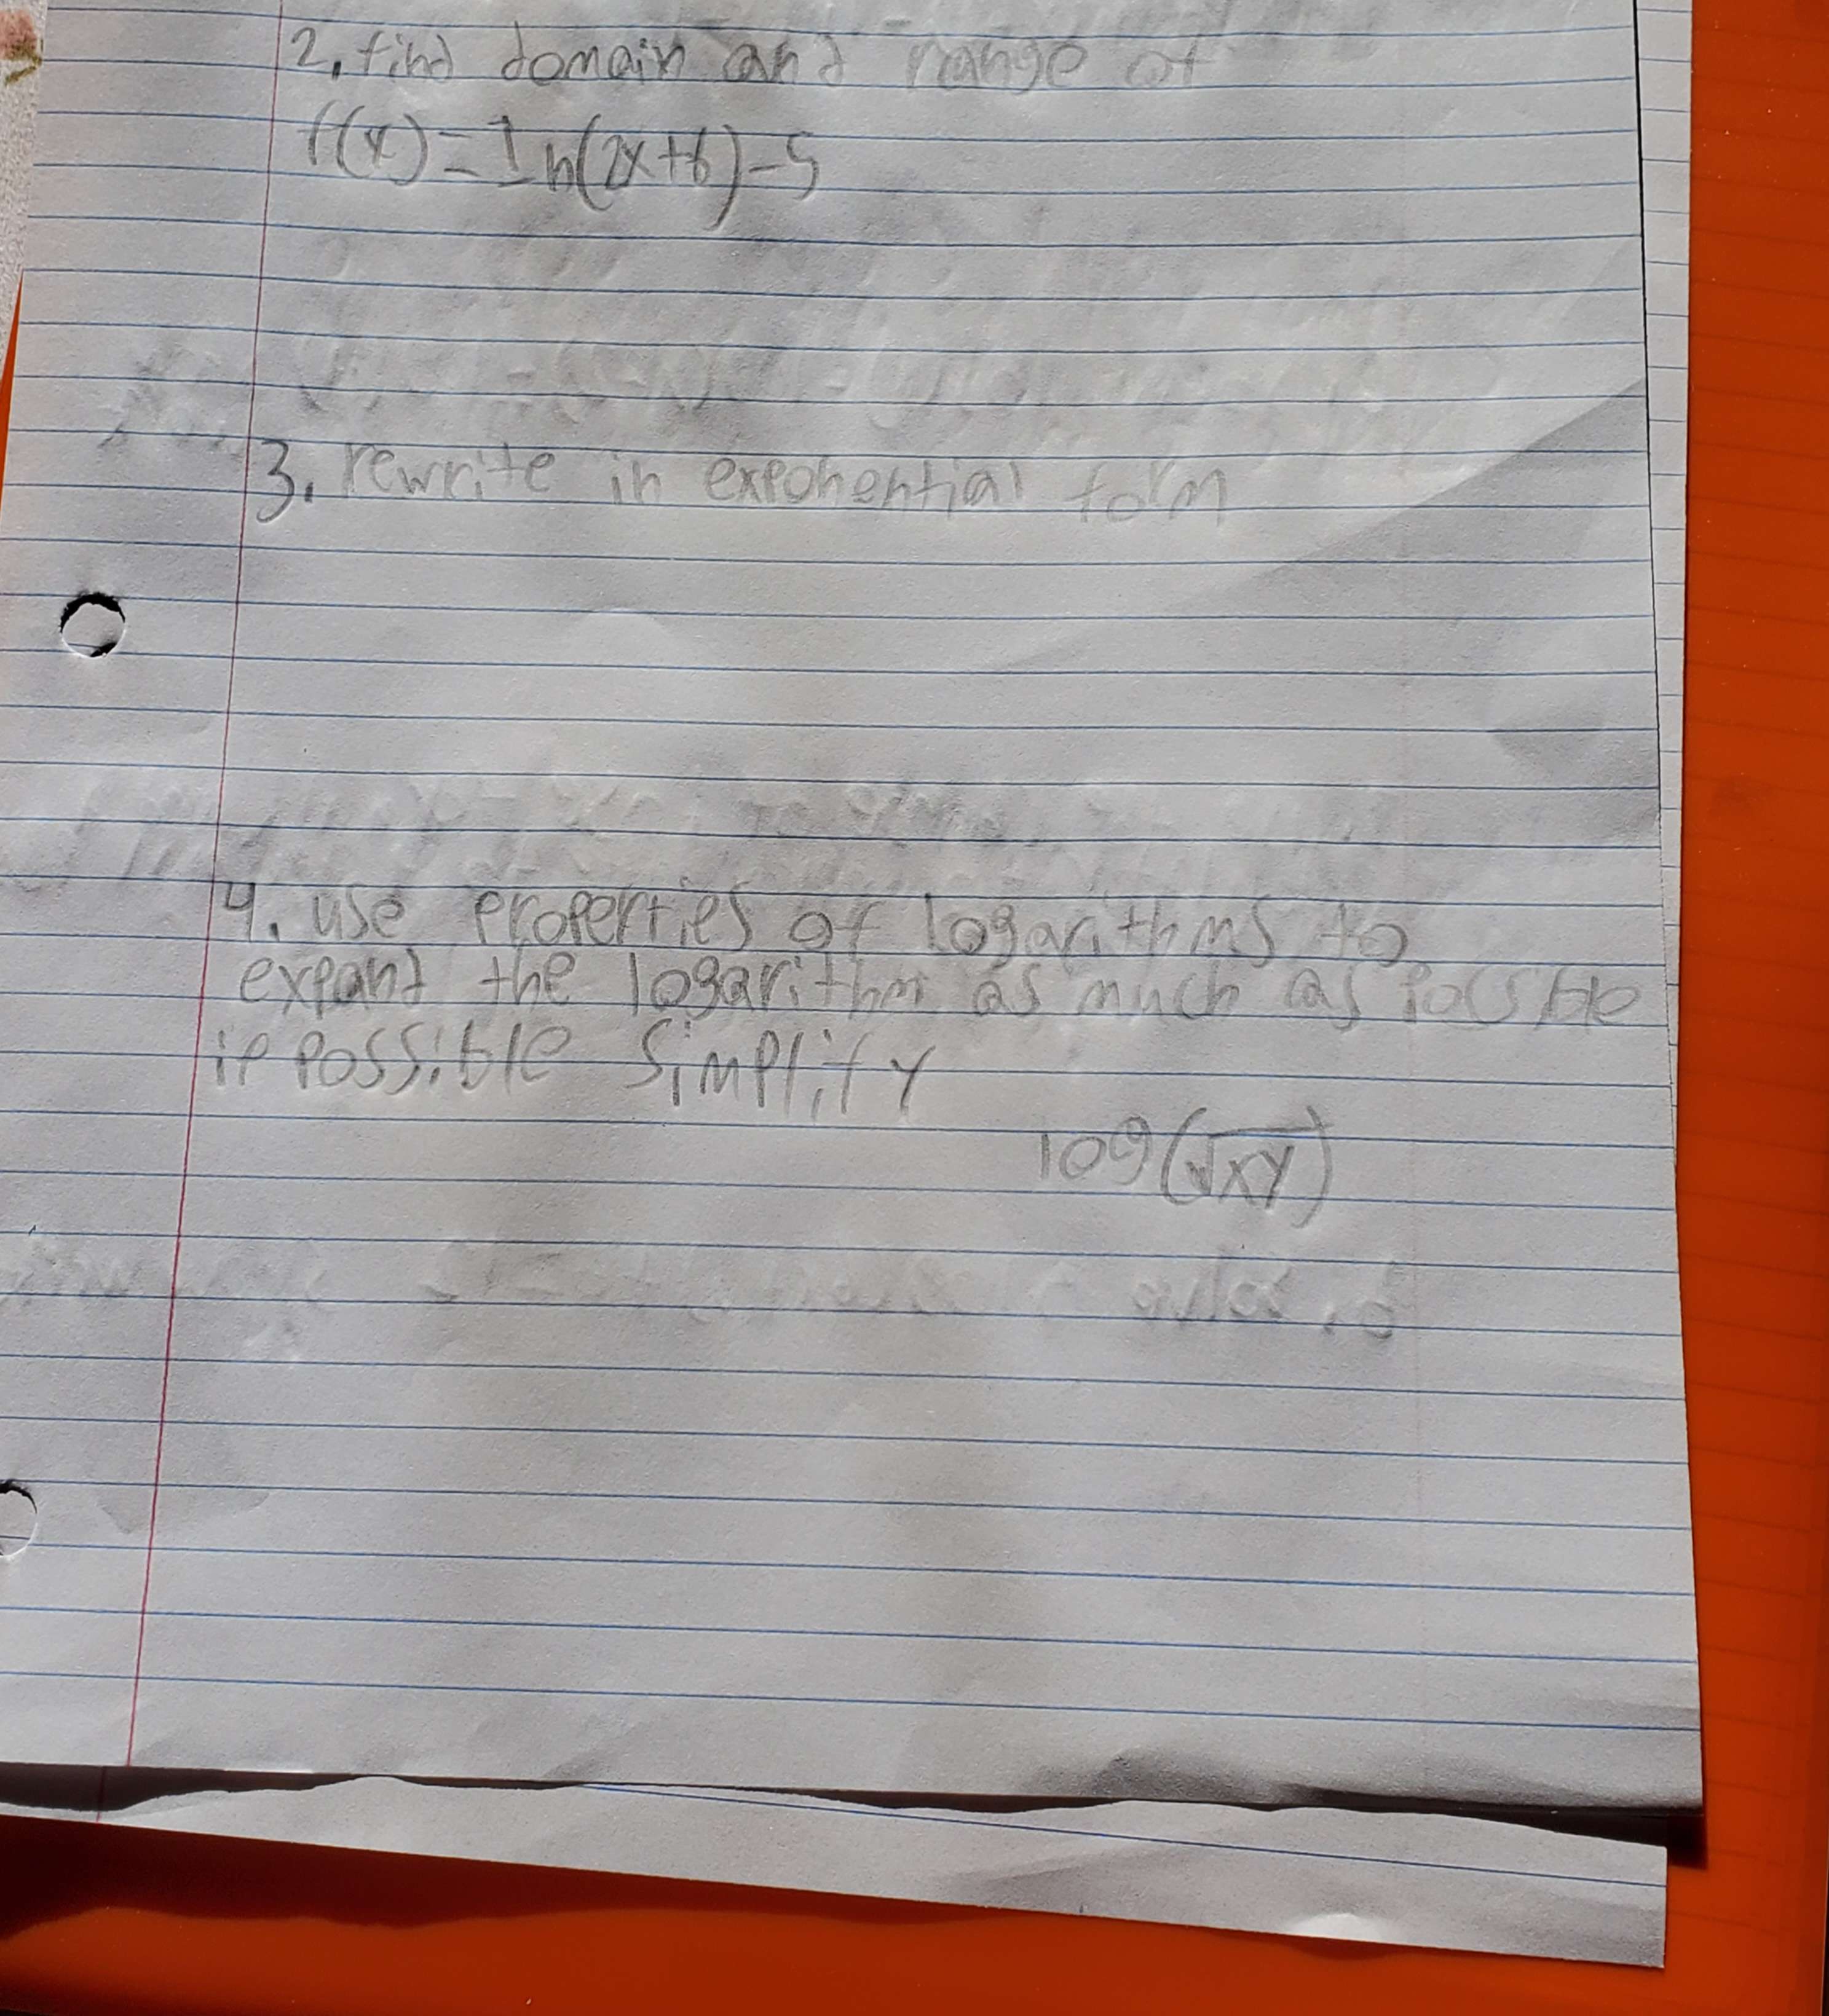 2. find domain and range of
f(x)=ln(2x+6)-5
3. rewrite in exponential form
4. use properties of logarithms to
expand the logarithm as much as possible
if possible simplify
log(√xy)